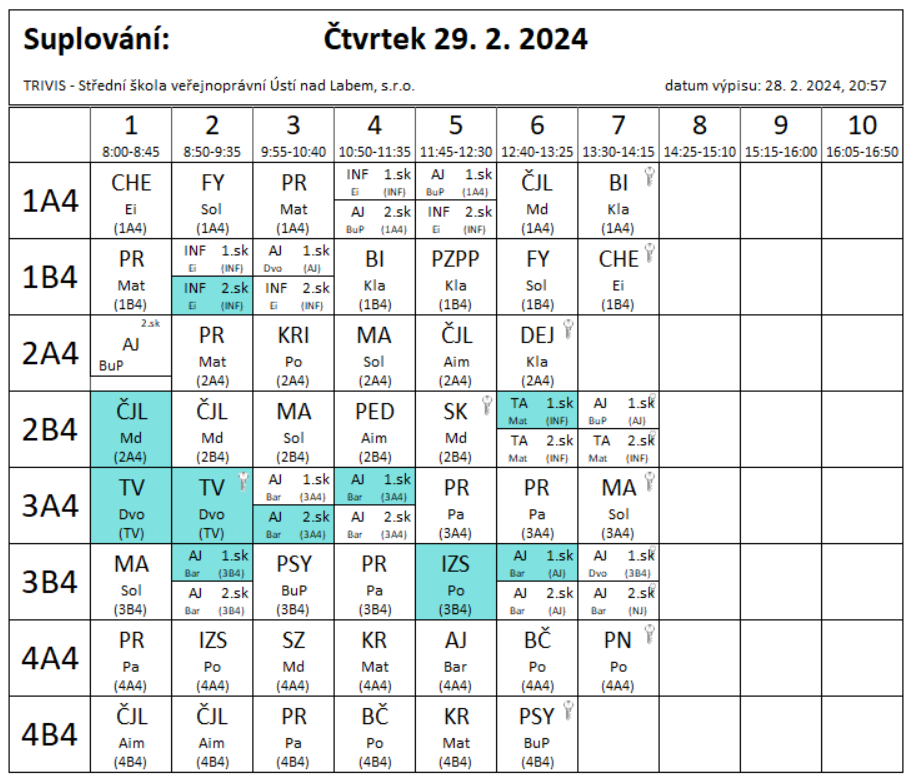 Suplování: Čtvrtek 29. 2. 2024
TRIVIS - Střední škola veřejnoprávní Ústí nad Labem, s.r.o. datum výpisu: 28. 2. 2024, 20:57
1 2 3 4 5 6 7 8 9 10
8:00-8:45 8:50-9:35 9:55-10:40 10:50-11:35 11:45-12:30 12:40-13:25 13:30-14:15 14:25-15:10 15:15-16:00 16:05-16:50
1A4
CHE
Ei
(1A4)
FY
Sol
(1A4)
PR
Mat
(1A4)
INF 1.sk
Ei (INF)
AJ 2.sk
BuP (1A4)
AJ 1.sk
BuP (1A4)
INF 2.sk
Ei (INF)
ČJL
Md
(1A4)
BI
Kla
(1A4)
1B4
PR
Mat
(1B4)
INF 1.sk
Ei (INF)
INF 2.sk
Ei (INF)
AJ 1.sk
Dvo (AJ)
INF 2.sk
Ei (INF)
BI
Kla
(1B4)
PZPP
Kla
(1B4)
FY
Sol
(1B4)
CHE
Ei
(1B4)
2A4
2.sk
AJ
BuP
PR
Mat
(2A4)
KRI
Po
(2A4)
MA
Sol
(2A4)
ČJL
Aim
(2A4)
DEJ
Kla
(2A4)
2B4
ČJL
Md
(2A4)
ČJL
Md
(2B4)
MA
Sol
(2B4)
PED
Aim
(2B4)
SK
Md
(2B4)
TA 1.sk
Mat (INF)
TA 2.sk
Mat (INF)
AJ 1.sk
BuP (AJ)
TA 2.sk
Mat (INF)
3A4
TV
Dvo
(TV)
TV
Dvo
(TV)
AJ 1.sk
Bar (3A4)
AJ 2.sk
Bar (3A4)
AJ 1.sk
Bar (3A4)
AJ 2.sk
Bar (3A4)
PR
Pa
(3A4)
PR
Pa
(3A4)
MA
Sol
(3A4)
3B4
MA
Sol
(3B4)
AJ 1.sk
Bar (3B4)
AJ 2.sk
Bar (3B4)
PSY
BuP
(3B4)
PR
Pa
(3B4)
IZS
Po
(3B4)
AJ 1.sk
Bar (AJ)
AJ 2.sk
Bar (AJ)
AJ 1.sk
Dvo (3B4)
AJ 2.sk
Bar (NJ)
4A4
PR
Pa
(4A4)
IZS
Po
(4A4)
SZ
Md
(4A4)
KR
Mat
(4A4)
AJ
Bar
(4A4)
BČ
Po
(4A4)
PN
Po
(4A4)
4B4
ČJL
Aim
(4B4)
ČJL
Aim
(4B4)
PR
Pa
(4B4)
BČ
Po
(4B4)
KR
Mat
(4B4)
PSY
BuP
(4B4)